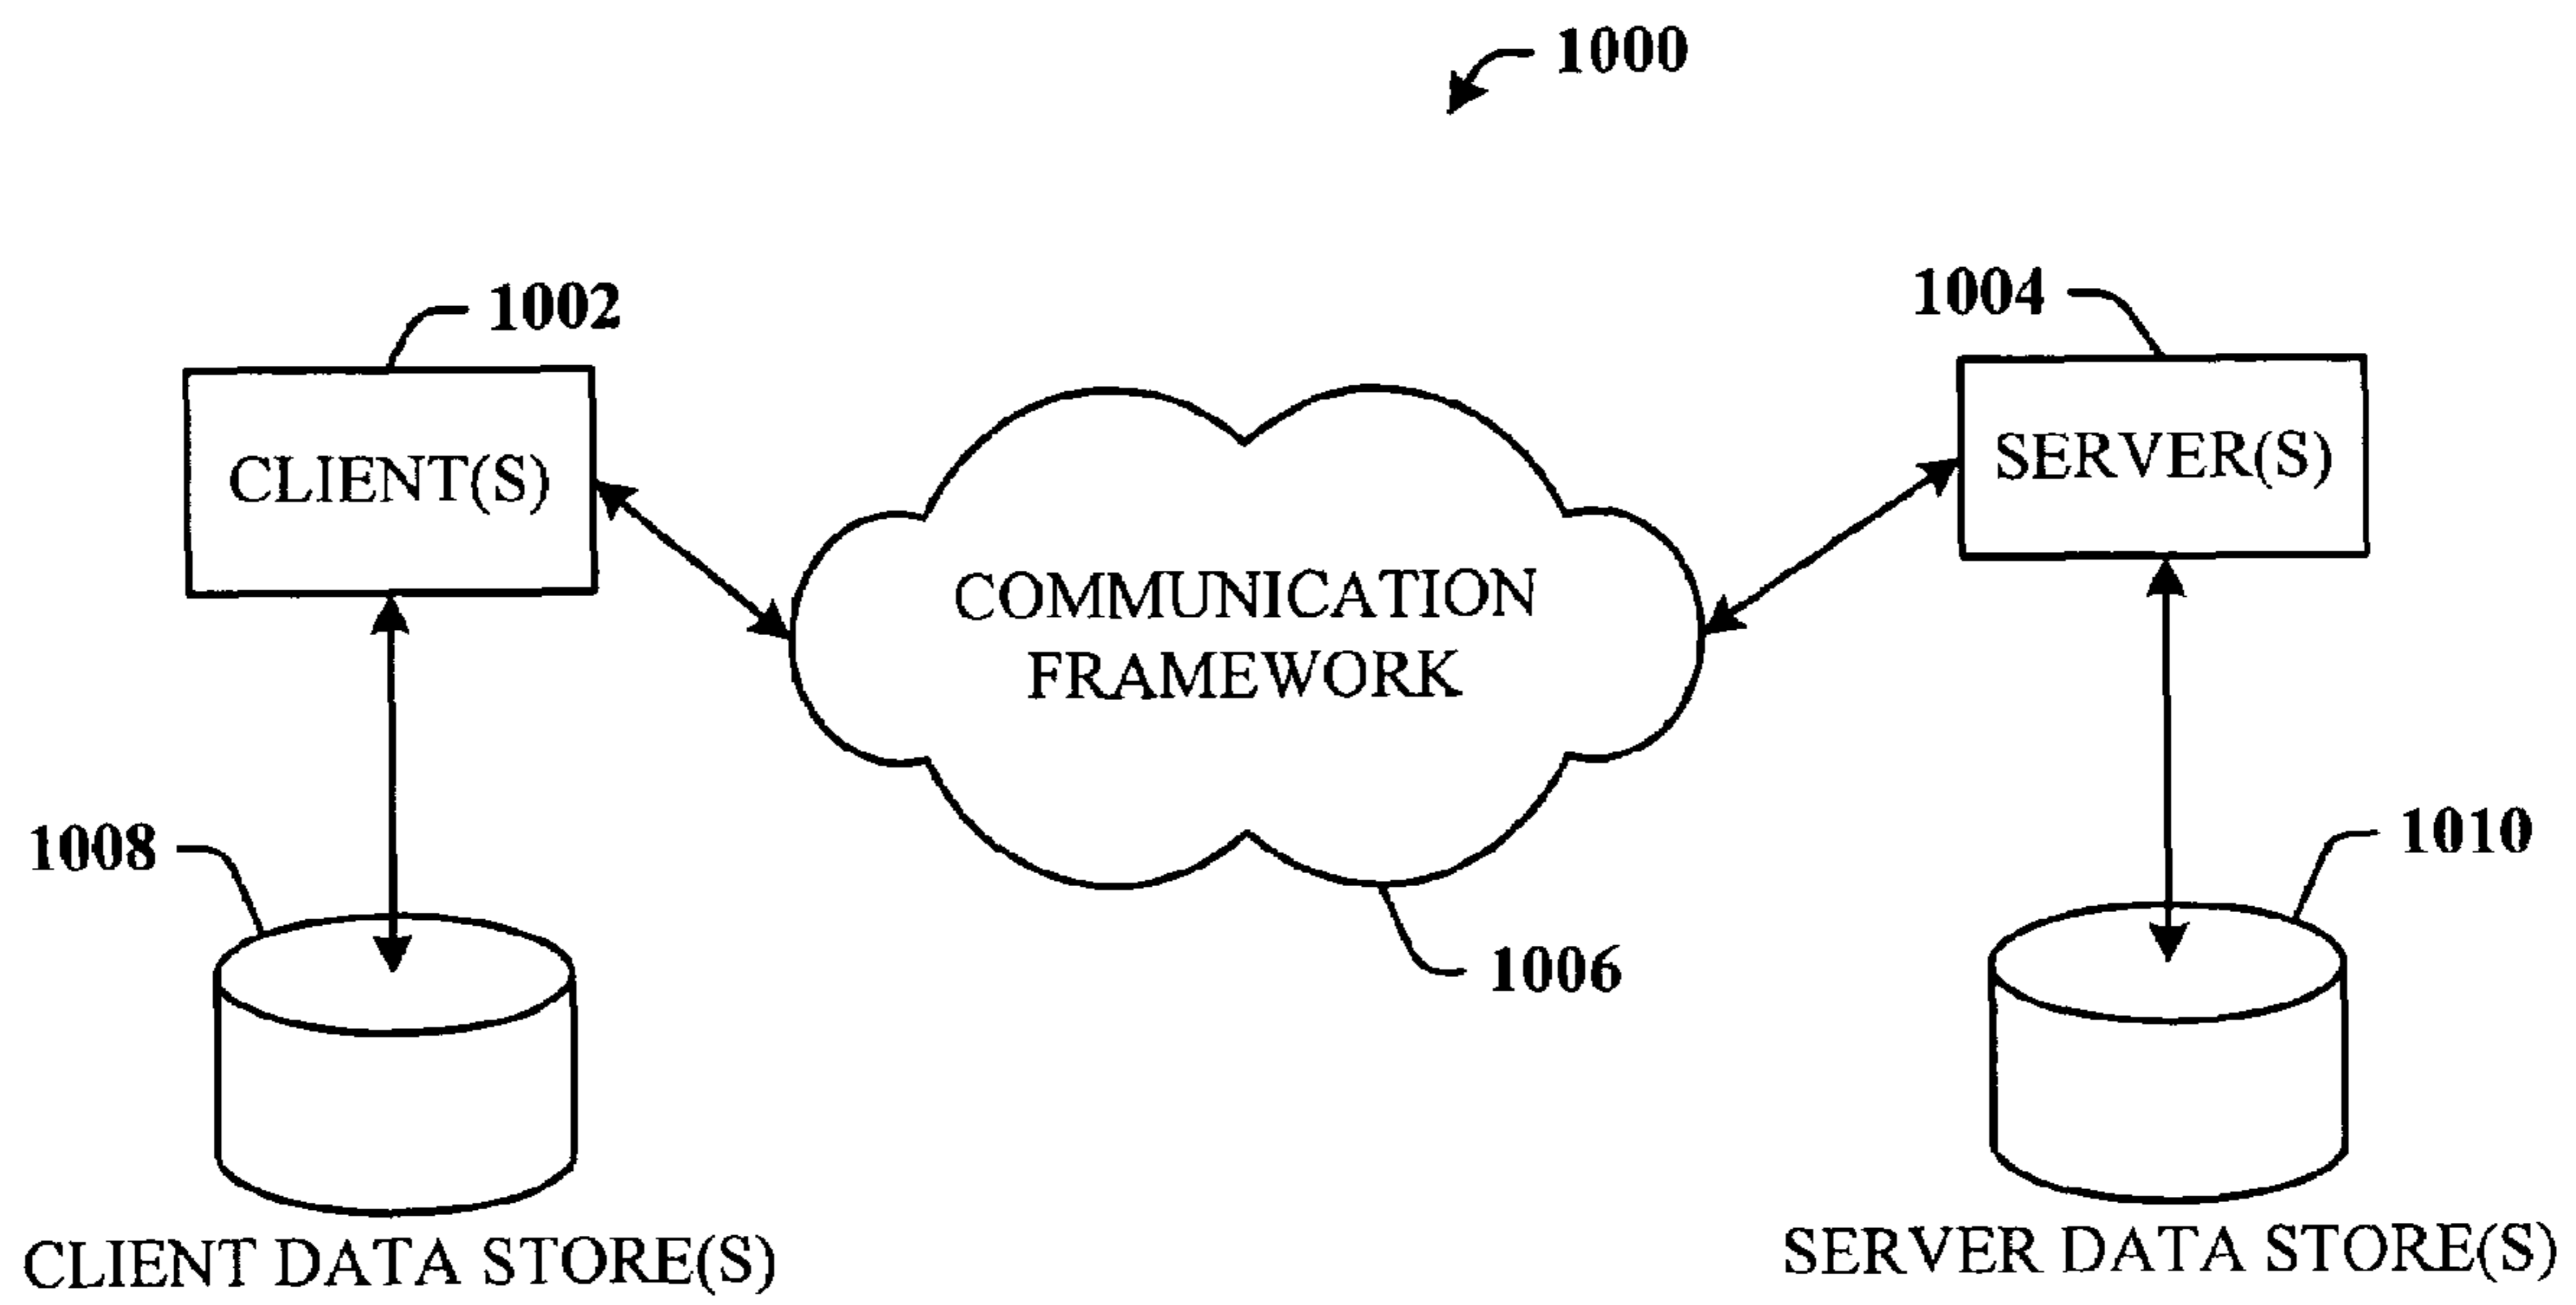 1000
1002
1004
CLIENT(S)
SERVER(S)
COMMUNICATION
FRAMEWORK
1008
1010
1006
CLIENT DATA STORE(S)
SERVER DATA STORE(S)